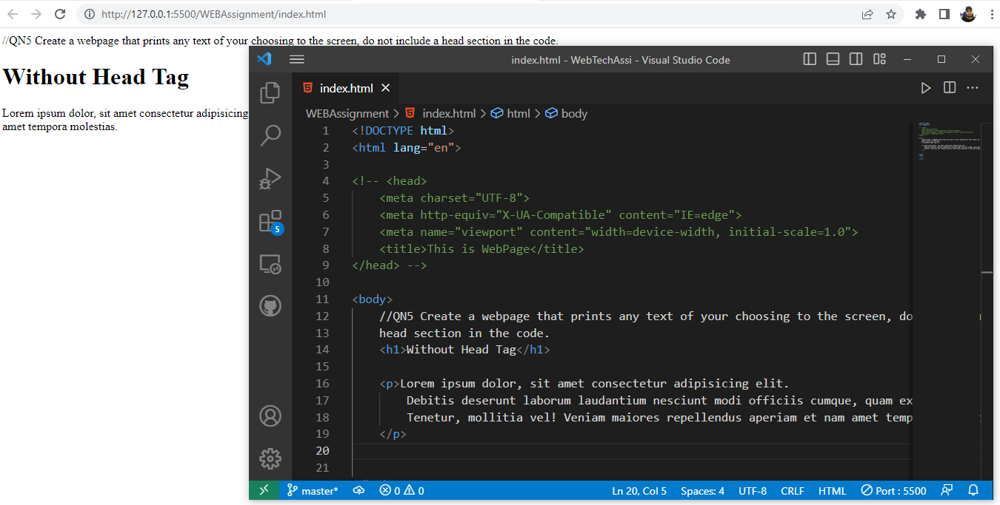 http://127.0.0.1:5500/WEBAssignment/index.html
//QN5 Create a webpage that prints any text of your choosing to the screen, do not include a head section in the code.
Without Head Tag
Lorem ipsum dolor, sit amet consectetur adipisicing
amet tempora molestias.
index.html - WebTechAssi - Visual Studio Code
index.html
WEBAssignment > index.html > html > body
1 <!DOCTYPE html>
2 <html lang="en">
3
4 <!-- <head>
5 <meta charset="UTF-8">
6 <meta http-equiv="X-UA-Compatible" content="IE=edge">
7 <meta name="viewport" content="width=device-width, initial-scale=1.0">
8 <title>This is WebPage</title>
9 </head> -->
10
11 <body>
12 //QN5 Create a webpage that prints any text of your choosing to the screen, do
13 head section in the code.
14 <h1>Without Head Tag</h1>
15
16 <p>Lorem ipsum dolor, sit amet consectetur adipisicing elit.
17 Debitis deserunt laborum laudantium nesciunt modi officiis cumque, quam ex
18 Tenetur, mollitia vel! Veniam maiores repellendus aperiam et nam amet temp
19 </p>
20
21
5
master* 0 0 Ln 20, Col 5 Spaces: 4 UTF-8 CRLF HTML Port : 5500